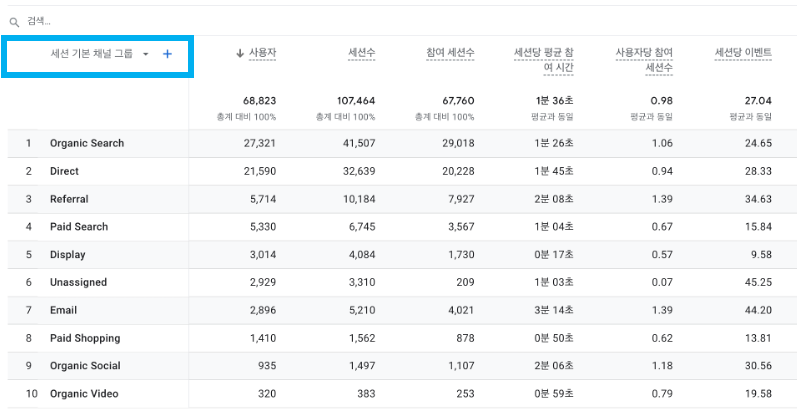 검색...
세션 기본 채널 그룹 ▾ +
↓ 사용자 세션수 참여 세션수 세션당 평균 참여 시간 사용자당 참여 세션수 세션당 이벤트
68,823 107,464 67,760 1분 36초 0.98 27.04
총계 대비 100% 총계 대비 100% 총계 대비 100% 평균과 동일 평균과 동일 평균과 동일
1 Organic Search 27,321 41,507 29,018 1분 26초 1.06 24.65
2 Direct 21,590 32,639 20,228 1분 45초 0.94 28.33
3 Referral 5,714 10,184 7,927 2분 08초 1.39 34.63
4 Paid Search 5,330 6,745 3,567 1분 04초 0.67 15.84
5 Display 3,014 4,084 1,730 0분 17초 0.57 9.58
6 Unassigned 2,929 3,310 209 1분 03초 0.07 45.25
7 Email 2,896 5,210 4,021 3분 14초 1.39 44.20
8 Paid Shopping 1,410 1,562 878 0분 50초 0.62 13.81
9 Organic Social 935 1,497 1,107 2분 06초 1.18 30.56
10 Organic Video 320 383 253 0분 59초 0.79 19.58